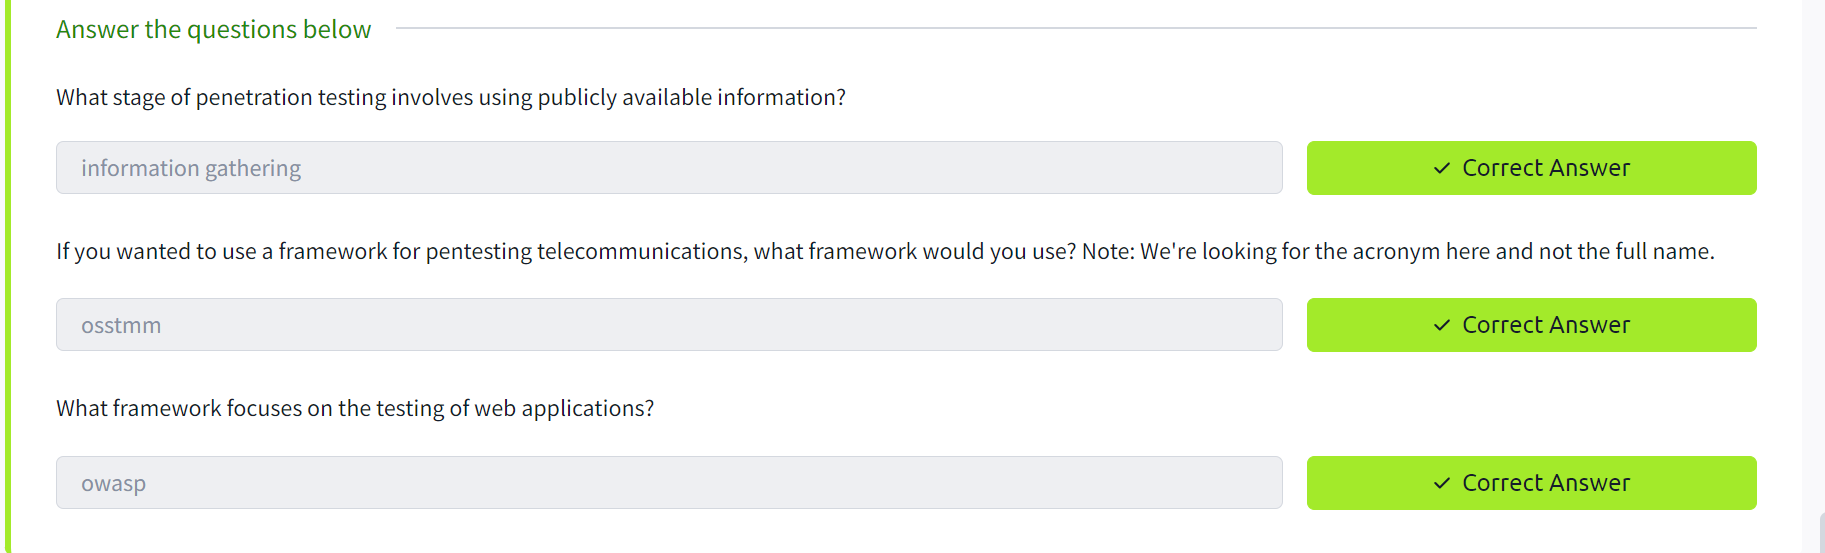 Answer the questions below
What stage of penetration testing involves using publicly available information?
information gathering
✓ Correct Answer
If you wanted to use a framework for pentesting telecommunications, what framework would you use? Note: We're looking for the acronym here and not the full name.
osstmm
✓ Correct Answer
What framework focuses on the testing of web applications?
owasp
✓ Correct Answer